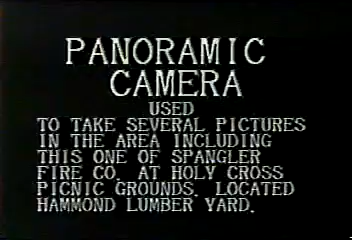 PANORAMIC
CAMERA
USED
TO TAKE SEVERAL PICTURES
IN THE AREA INCLUDING
THIS ONE OF SPANGLER
FIRE CO. AT HOLY CROSS
PICNIC GROUNDS. LOCATED
HAMMOND LUMBER YARD.